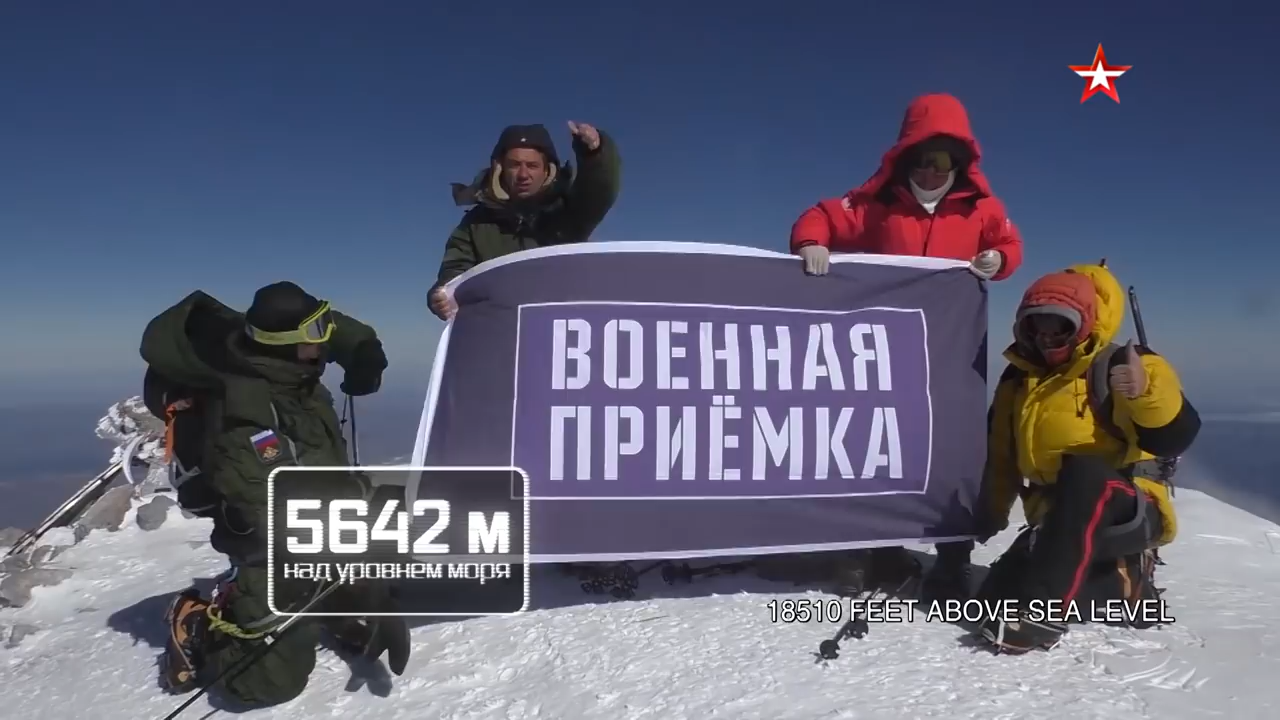 ВОЕННАЯ
ПРИЁМКА
5642 м
над уровнем моря
18510 FEET ABOVE SEA LEVEL